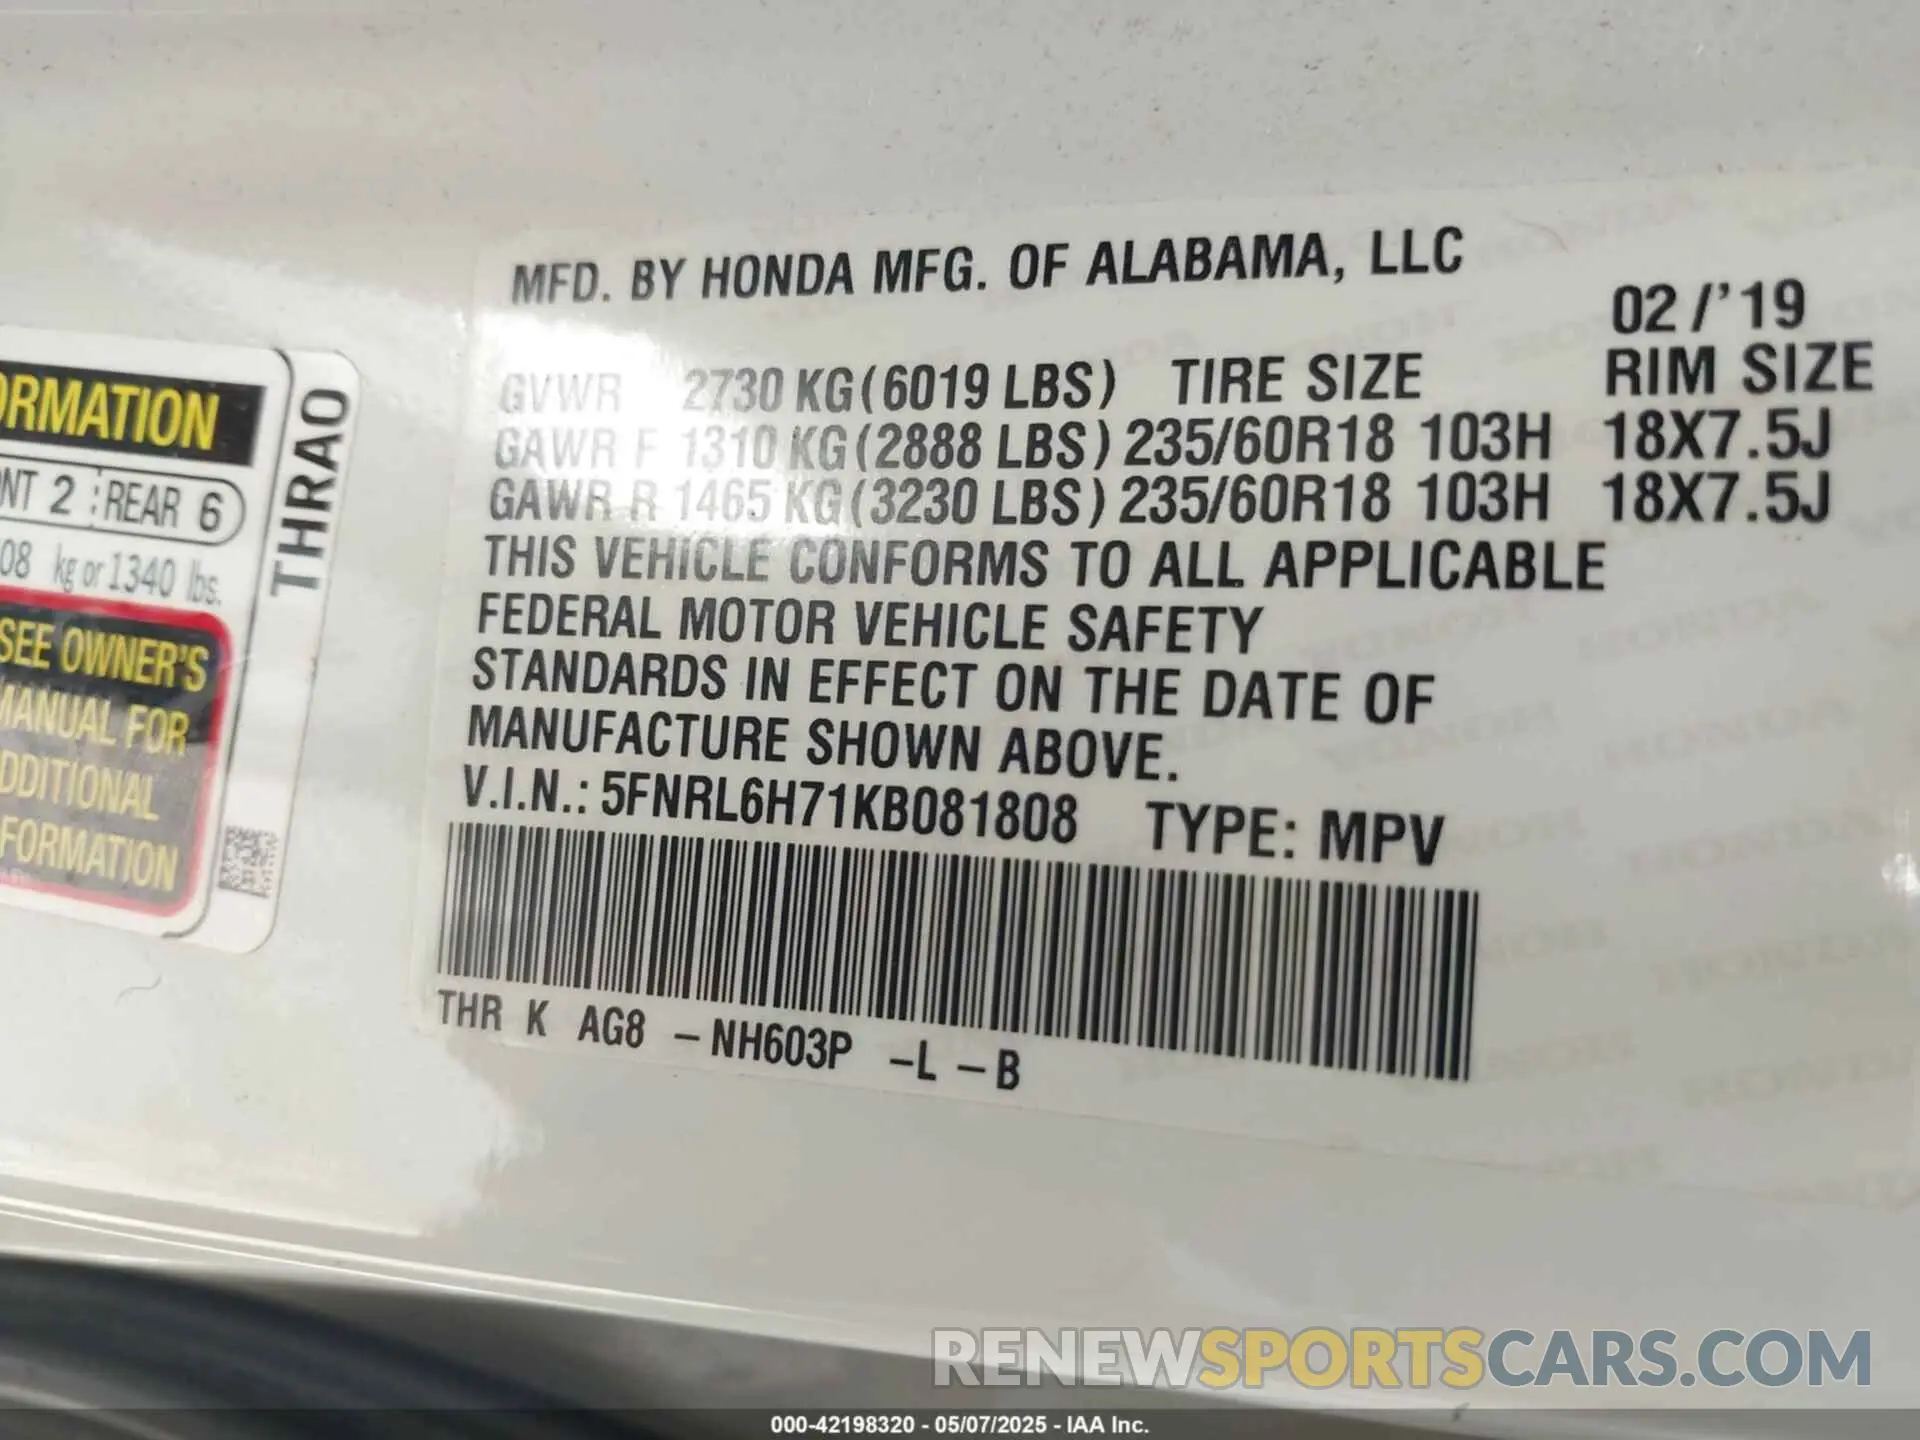 ORMATION
NT 2 REAR 6
08 kg or 1340 lbs.
SEE OWNER'S
MANUAL FOR
DDITIONAL
FORMATION
THRA0
MFD. BY HONDA MFG. OF ALABAMA, LLC
02/'19
GVWR 2730 KG(6019 LBS) TIRE SIZE RIM SIZE
GAWR F 1310 KG(2888 LBS) 235/60R18 103H 18X7.5J
GAWR R 1465 KG(3230 LBS) 235/60R18 103H 18X7.5J
THIS VEHICLE CONFORMS TO ALL APPLICABLE
FEDERAL MOTOR VEHICLE SAFETY
STANDARDS IN EFFECT ON THE DATE OF
MANUFACTURE SHOWN ABOVE.
V.I.N.: 5FNRL6H71KB081808 TYPE: MPV
THR K AG8 -NH603P -L -B
RENEWSPORTSCARS.COM
000-42198320 - 05/07/2025 - IAA Inc.